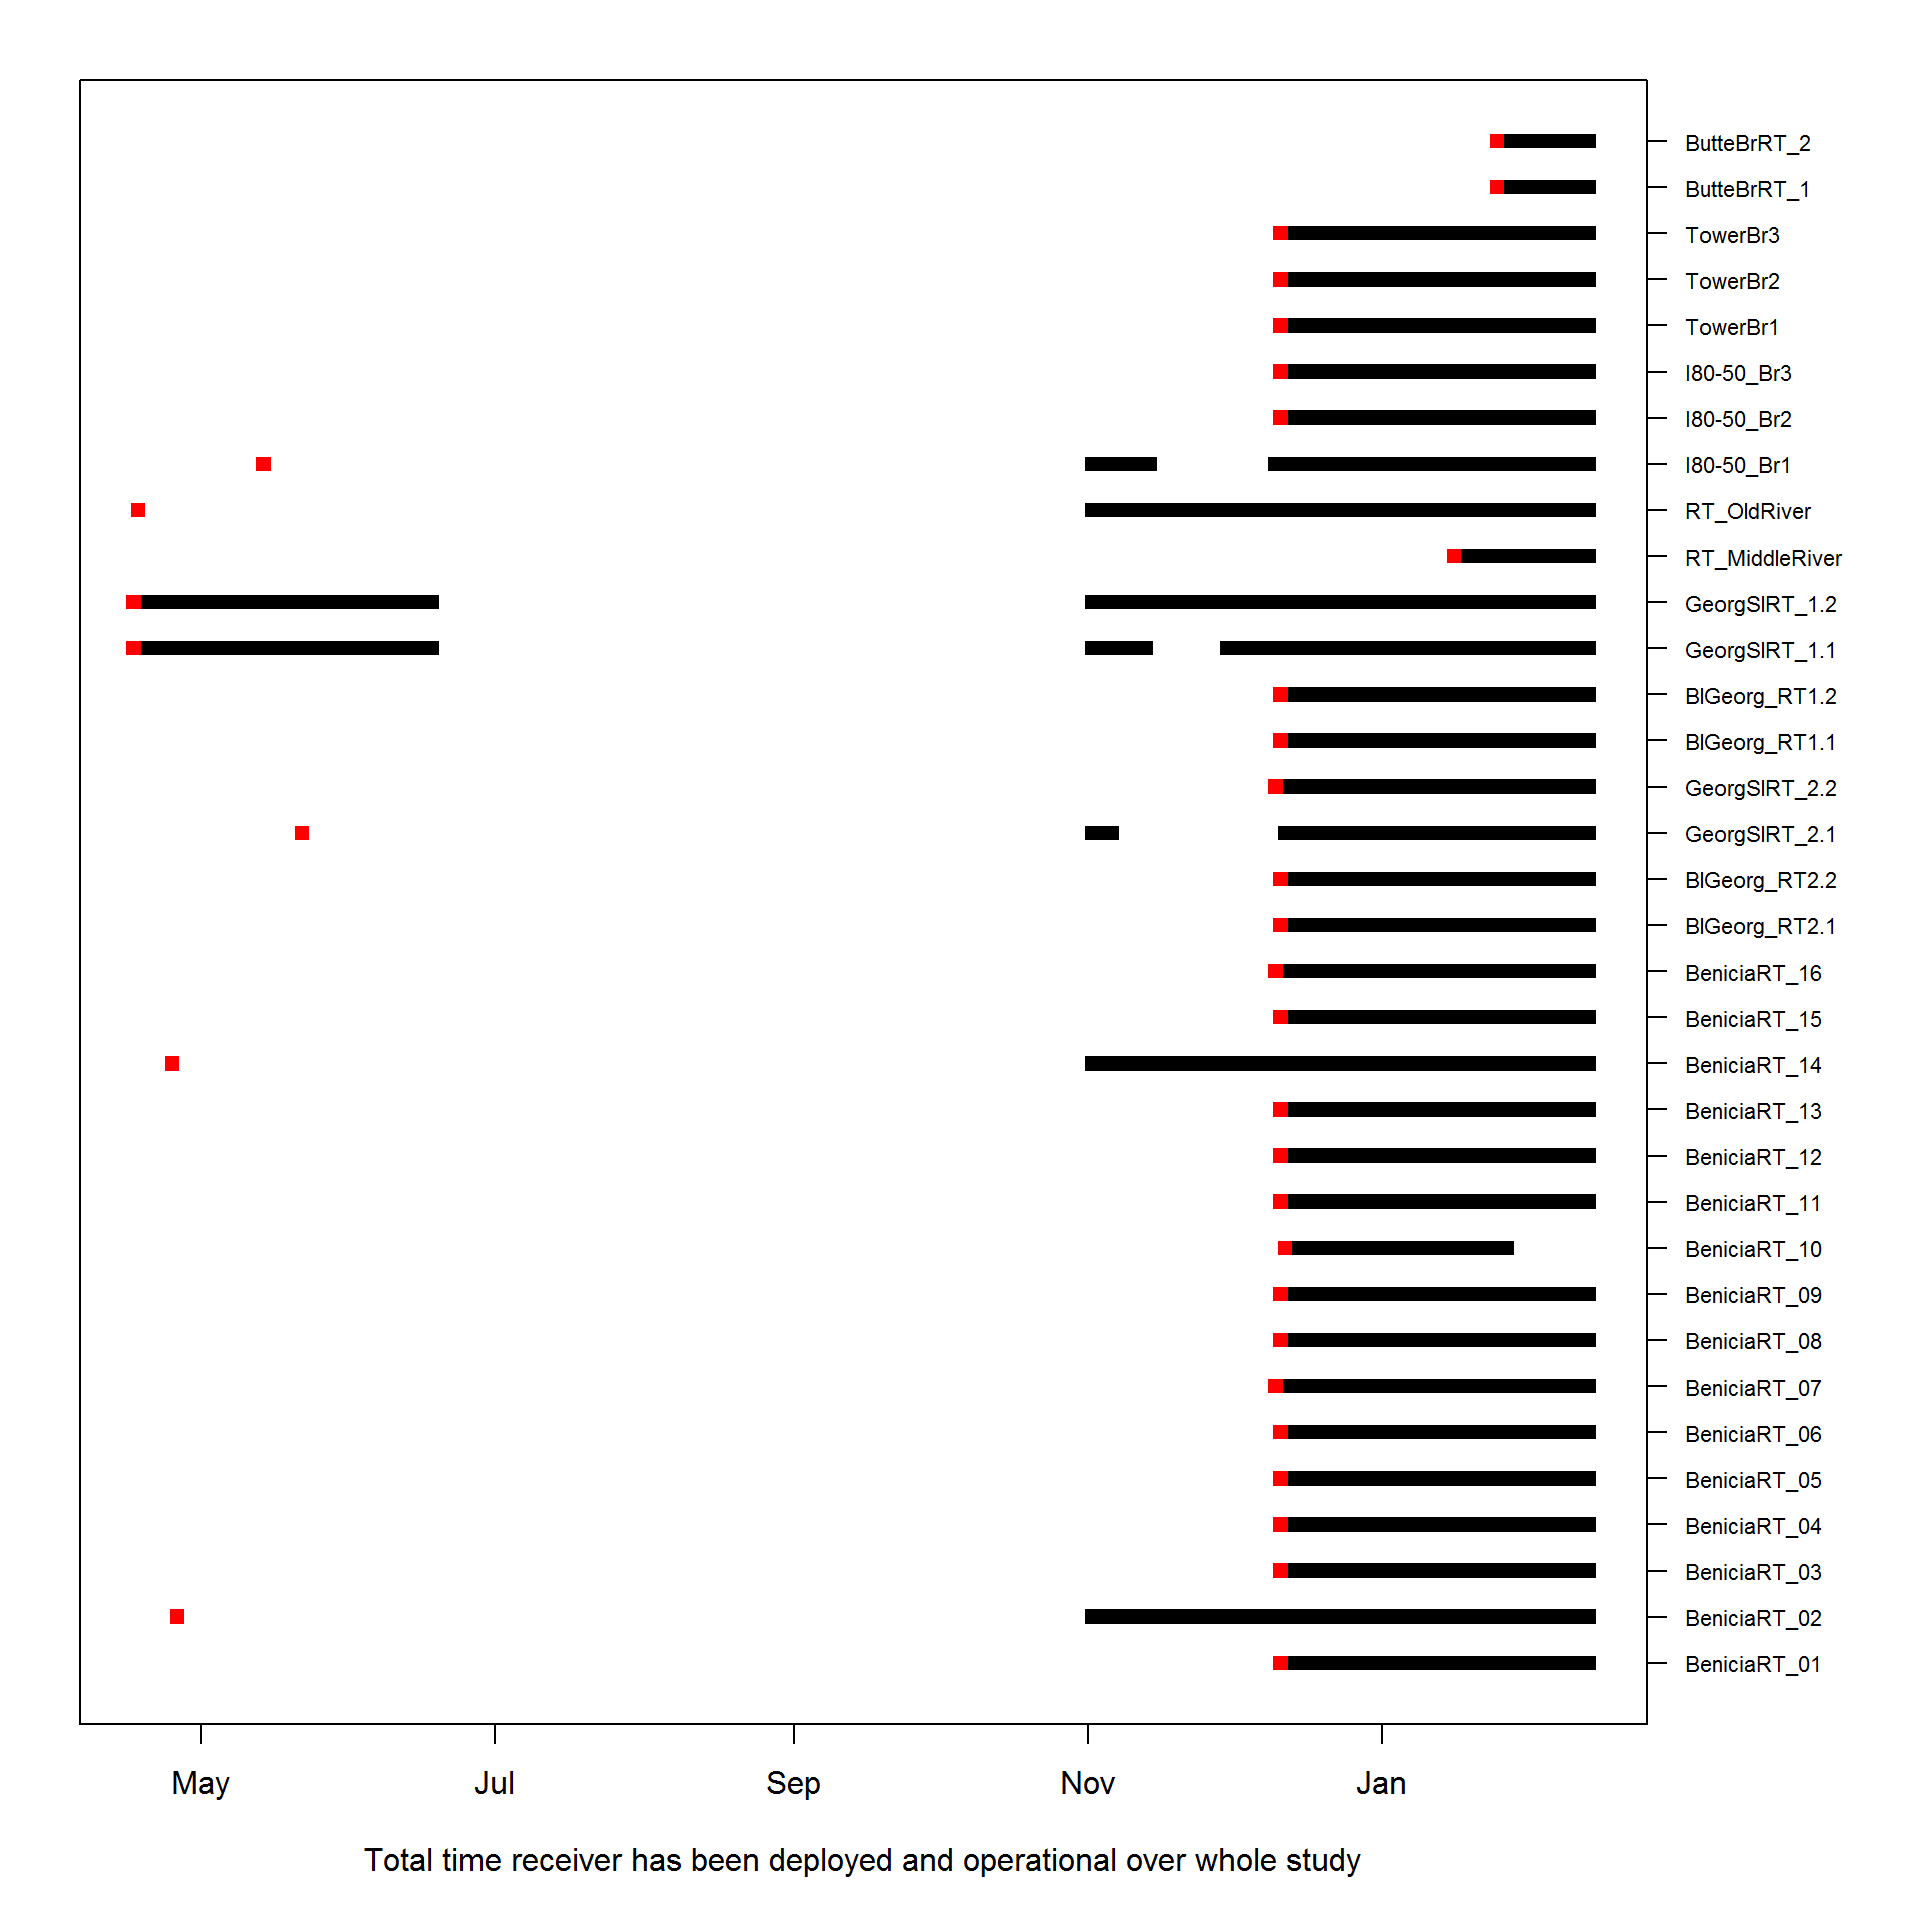 ButteBrRT_2
ButteBrRT_1
TowerBr3
TowerBr2
TowerBr1
I80-50_Br3
I80-50_Br2
I80-50_Br1
RT_OldRiver
RT_MiddleRiver
GeorgSlRT_1.2
GeorgSlRT_1.1
BlGeorg_RT1.2
BlGeorg_RT1.1
GeorgSlRT_2.2
GeorgSlRT_2.1
BlGeorg_RT2.2
BlGeorg_RT2.1
BeniciaRT_16
BeniciaRT_15
BeniciaRT_14
BeniciaRT_13
BeniciaRT_12
BeniciaRT_11
BeniciaRT_10
BeniciaRT_09
BeniciaRT_08
BeniciaRT_07
BeniciaRT_06
BeniciaRT_05
BeniciaRT_04
BeniciaRT_03
BeniciaRT_02
BeniciaRT_01
May Jul Sep Nov Jan
Total time receiver has been deployed and operational over whole study